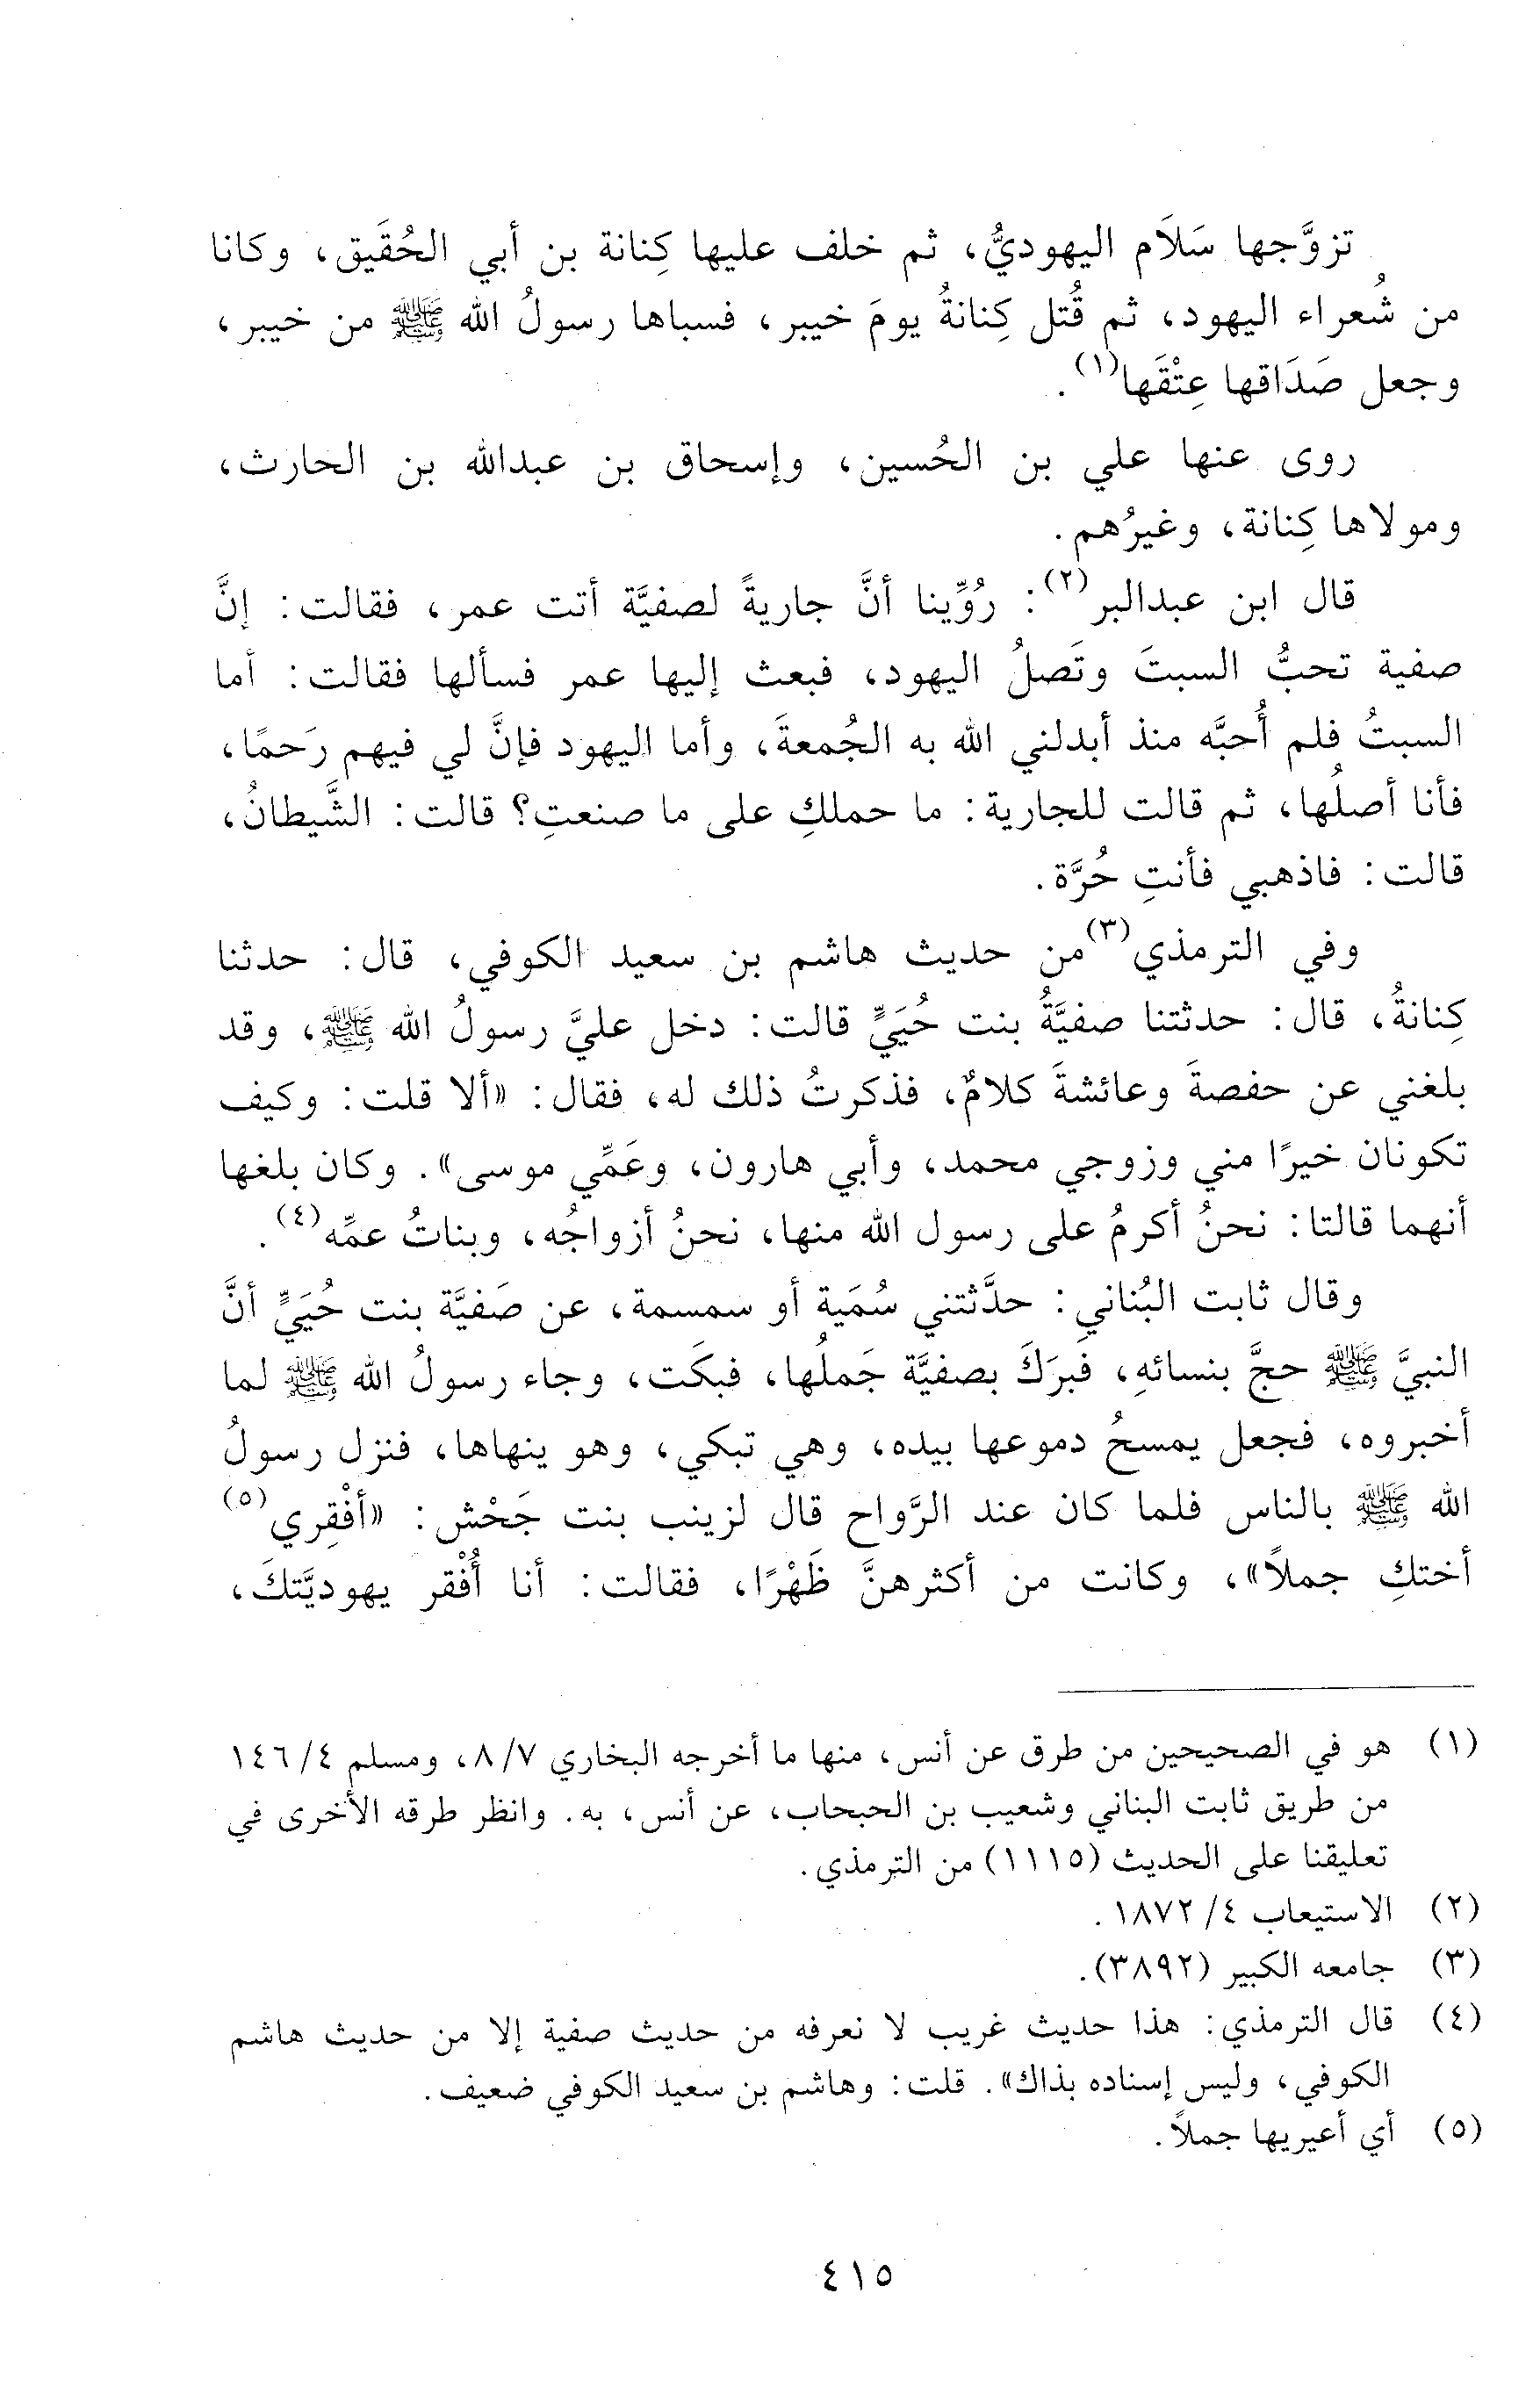 تزوَّجها سَلَام اليهوديُّ، ثم خلف عليها كِنانة بن أبي الحُقَيق، وكانا
من شُعراء اليهود، ثم قُتل كِنانةُ يومَ خيبر، فسباها رسولُ الله ﷺ من خيبر،
وجعل صَدَاقها عِتْقَها(١).
روى عنها علي بن الحُسين، وإسحاق بن عبدالله بن الحارث،
ومولاها كِنانة، وغيرُهم.
قال ابن عبدالبر(٢): رُوِّينا أنَّ جاريةً لصفيَّة أتت عمر، فقالت: إنَّ
صفية تحبُّ السبتَ وتَصلُ اليهود، فبعث إليها عمر فسألها فقالت: أما
السبتُ فلم أُحبَّه منذ أبدلني الله به الجُمعةَ، وأما اليهود فإنَّ لي فيهم رَحمًا،
فأنا أصلُها، ثم قالت للجارية: ما حملكِ على ما صنعتِ؟ قالت: الشَّيطانُ،
قالت: فاذهبي فأنتِ حُرَّة.
وفي الترمذي(٣) من حديث هاشم بن سعيد الكوفي، قال: حدثنا
كِنانةُ، قال: حدثتنا صفيَّةُ بنت حُيَيٍّ قالت: دخل عليَّ رسولُ الله ﷺ، وقد
بلغني عن حفصةَ وعائشةَ كلامٌ، فذكرتُ ذلك له، فقال: «ألا قلت: وكيف
تكونان خيرًا مني وزوجي محمد، وأبي هارون، وعَمِّي موسى». وكان بلغها
أنهما قالتا: نحنُ أكرمُ على رسول الله منها، نحنُ أزواجُه، وبناتُ عمِّه(٤).
وقال ثابت البُناني: حدَّثتني سُمَية أو سمسمة، عن صَفيَّة بنت حُيَيٍّ أنَّ
النبيَّ ﷺ حجَّ بنسائهِ، فَبرَكَ بصفيَّة جَملُها، فبكَت، وجاء رسولُ الله ﷺ لما
أخبروه، فجعل يمسحُ دموعها بيده، وهي تبكي، وهو ينهاها، فنزل رسولُ
الله ﷺ بالناس فلما كان عند الرَّواح قال لزينب بنت جَحْش: «أفْقِري(٥)
أختكِ جملاً»، وكانت من أكثرهنَّ ظَهْرًا، فقالت: أنا أُفْقر يهوديَّتكَ،
(١) هو في الصحيحين من طرق عن أنس، منها ما أخرجه البخاري ٧/ ٨، ومسلم ٤/ ١٤٦
من طريق ثابت البناني وشعيب بن الحبحاب، عن أنس، به. وانظر طرقه الأخرى في
تعليقنا على الحديث (١١١٥) من الترمذي.
(٢) الاستيعاب ٤/ ١٨٧٢.
(٣) جامعه الكبير (٣٨٩٢).
(٤) قال الترمذي: هذا حديث غريب لا نعرفه من حديث صفية إلا من حديث هاشم
الكوفي، وليس إسناده بذاك». قلت: وهاشم بن سعيد الكوفي ضعيف.
(٥) أي أعيريها جملاً.
٤١٥